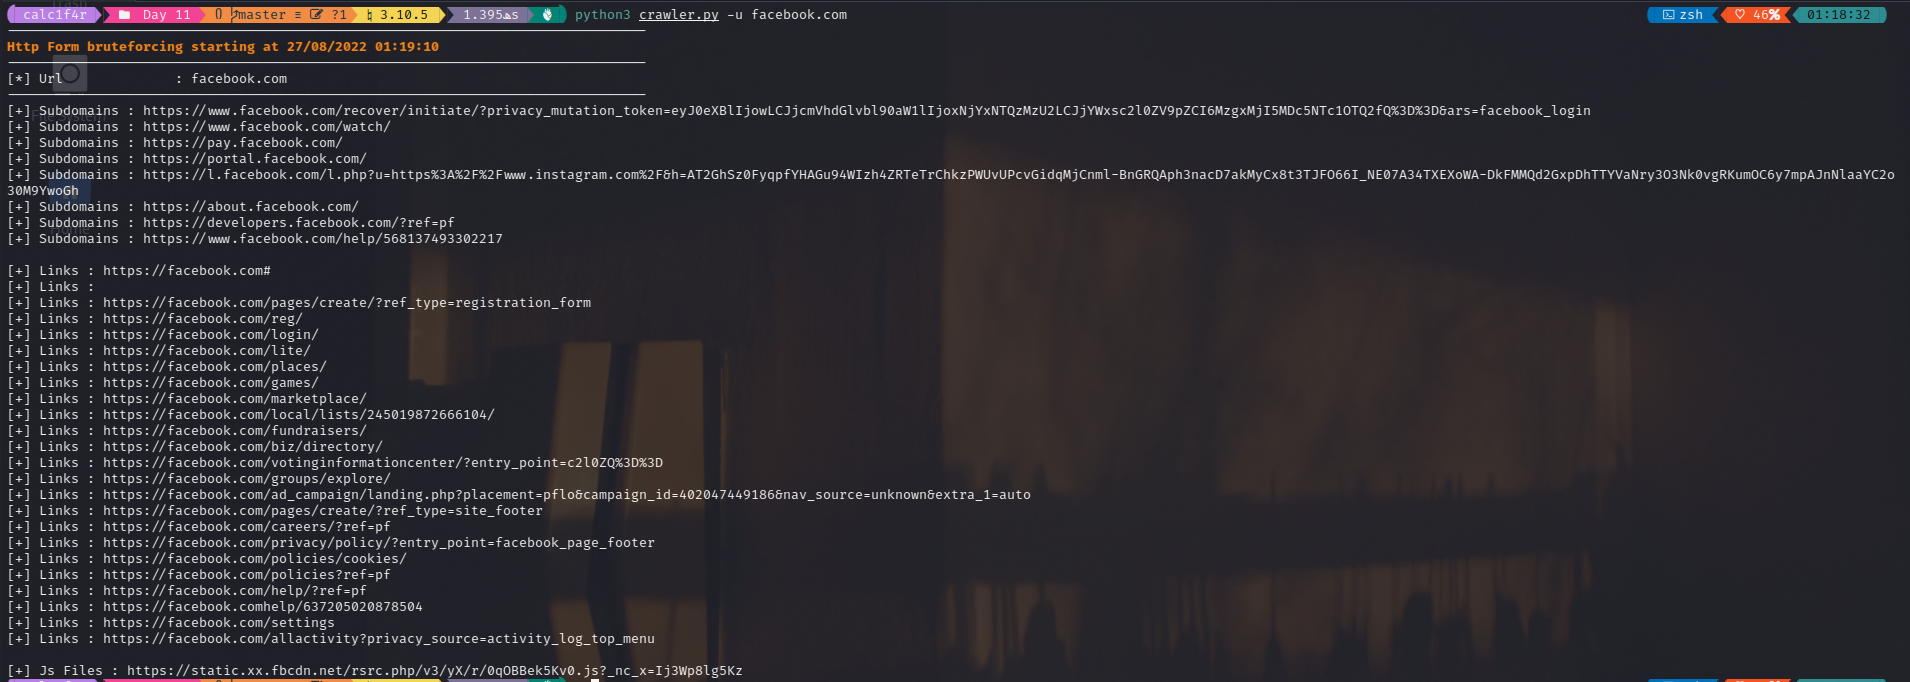 calc1f4r Day 11 master ≡ ?1 3.10.5 1.395s python3 crawler.py -u facebook.com zsh 46% 01:18:32
Http Form bruteforcing starting at 27/08/2022 01:19:10
[*] Url : facebook.com
[+] Subdomains : https://www.facebook.com/recover/initiate/?privacy_mutation_token=eyJ0eXBlIjowLCJjcmVhdGlvbl90aW1lIjoxNjYxNTQzMzU2LCJjYWxsc2l0ZV9pZCI6MzgxMjI5MDc5NTc1OTQ2fQ%3D%3D&ars=facebook_login
[+] Subdomains : https://www.facebook.com/watch/
[+] Subdomains : https://pay.facebook.com/
[+] Subdomains : https://portal.facebook.com/
[+] Subdomains : https://l.facebook.com/l.php?u=https%3A%2F%2Fwww.instagram.com%2F&h=AT2GhSz0FyqpfYHAGu94WIzh4ZRTeTrChkzPWUvUPcvGidqMjCnml-BnGRQAph3nacD7akMyCx8t3TJFO66I_NE07A34TXEXoWA-DkFMMQd2GxpDhTTYVaNry3O3Nk0vgRKumOC6y7mpAJnNlaaYC2o
30M9YwoGh
[+] Subdomains : https://about.facebook.com/
[+] Subdomains : https://developers.facebook.com/?ref=pf
[+] Subdomains : https://www.facebook.com/help/568137493302217
[+] Links : https://facebook.com#
[+] Links :
[+] Links : https://facebook.com/pages/create/?ref_type=registration_form
[+] Links : https://facebook.com/reg/
[+] Links : https://facebook.com/login/
[+] Links : https://facebook.com/lite/
[+] Links : https://facebook.com/places/
[+] Links : https://facebook.com/games/
[+] Links : https://facebook.com/marketplace/
[+] Links : https://facebook.com/local/lists/245019872666104/
[+] Links : https://facebook.com/fundraisers/
[+] Links : https://facebook.com/biz/directory/
[+] Links : https://facebook.com/votinginformationcenter/?entry_point=c2l0ZQ%3D%3D
[+] Links : https://facebook.com/groups/explore/
[+] Links : https://facebook.com/ad_campaign/landing.php?placement=pflo&campaign_id=402047449186&nav_source=unknown&extra_1=auto
[+] Links : https://facebook.com/pages/create/?ref_type=site_footer
[+] Links : https://facebook.com/careers/?ref=pf
[+] Links : https://facebook.com/privacy/policy/?entry_point=facebook_page_footer
[+] Links : https://facebook.com/policies/cookies/
[+] Links : https://facebook.com/policies?ref=pf
[+] Links : https://facebook.com/help/?ref=pf
[+] Links : https://facebook.comhelp/637205020878504
[+] Links : https://facebook.com/settings
[+] Links : https://facebook.com/allactivity?privacy_source=activity_log_top_menu
[+] Js Files : https://static.xx.fbcdn.net/rsrc.php/v3/yX/r/0qOBBek5Kv0.js?_nc_x=Ij3Wp8lg5Kz